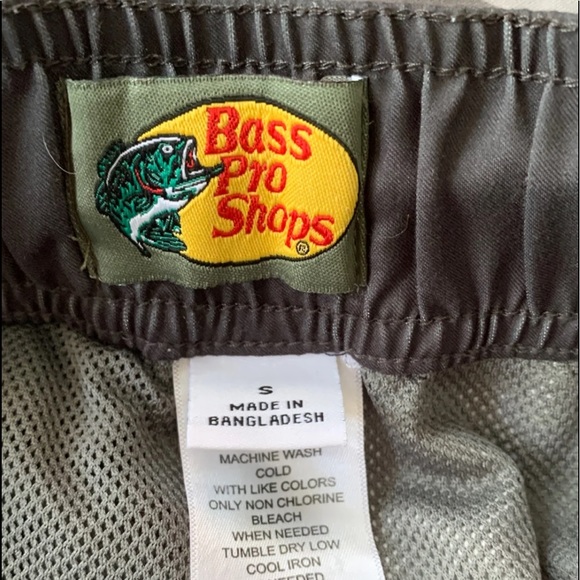 Bass
Pro
Shops®
S
MADE IN
BANGLADESH
MACHINE WASH
COLD
WITH LIKE COLORS
ONLY NON CHLORINE
BLEACH
WHEN NEEDED
TUMBLE DRY LOW
COOL IRON